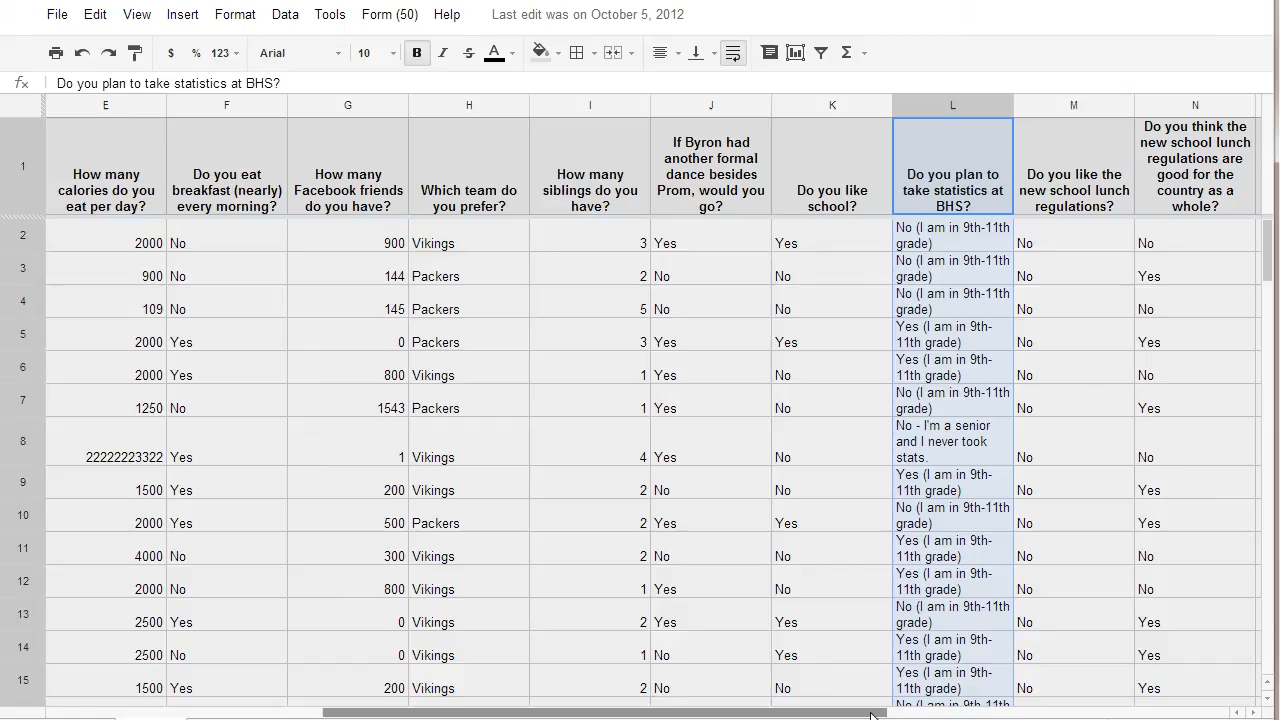 File Edit View Insert Format Data Tools Form (50) Help Last edit was on October 5, 2012
$ % 123 Arial 10 B I S A Σ
fx Do you plan to take statistics at BHS?
E F G H I J K L M N
1
How many
calories do you
eat per day?
Do you eat
breakfast (nearly)
every morning?
How many
Facebook friends
do you have?
Which team do
you prefer?
How many
siblings do you
have?
If Byron had
another formal
dance besides
Prom, would you
go?
Do you like
school?
Do you plan to
take statistics at
BHS?
Do you like the
new school lunch
regulations?
Do you think the
new school lunch
regulations are
good for the
country as a
whole?
2 2000 No 900 Vikings 3 Yes Yes No (I am in 9th-11th
grade) No No
3 900 No 144 Packers 2 No No No (I am in 9th-11th
grade) No Yes
4 109 No 145 Packers 5 No No No (I am in 9th-11th
grade) No No
5 2000 Yes 0 Packers 3 Yes Yes Yes (I am in 9th-
11th grade) No Yes
6 2000 Yes 800 Vikings 1 Yes No Yes (I am in 9th-
11th grade) No No
7 1250 No 1543 Packers 1 Yes No No (I am in 9th-11th
grade) No Yes
8 22222223322 Yes 1 Vikings 4 Yes No No - I'm a senior
and I never took
stats. No No
9 1500 Yes 200 Vikings 2 No No Yes (I am in 9th-
11th grade) No Yes
10 2000 Yes 500 Packers 2 Yes Yes No (I am in 9th-11th
grade) No Yes
11 4000 No 300 Vikings 2 No No Yes (I am in 9th-
11th grade) No No
12 2000 No 800 Vikings 1 Yes No Yes (I am in 9th-
11th grade) No No
13 2500 Yes 0 Vikings 2 Yes Yes No (I am in 9th-11th
grade) No Yes
14 2500 No 0 Vikings 1 No Yes Yes (I am in 9th-
11th grade) No Yes
15 1500 Yes 200 Vikings 2 No No Yes (I am in 9th-
11th grade) No Yes
No (I am in 9th-11th